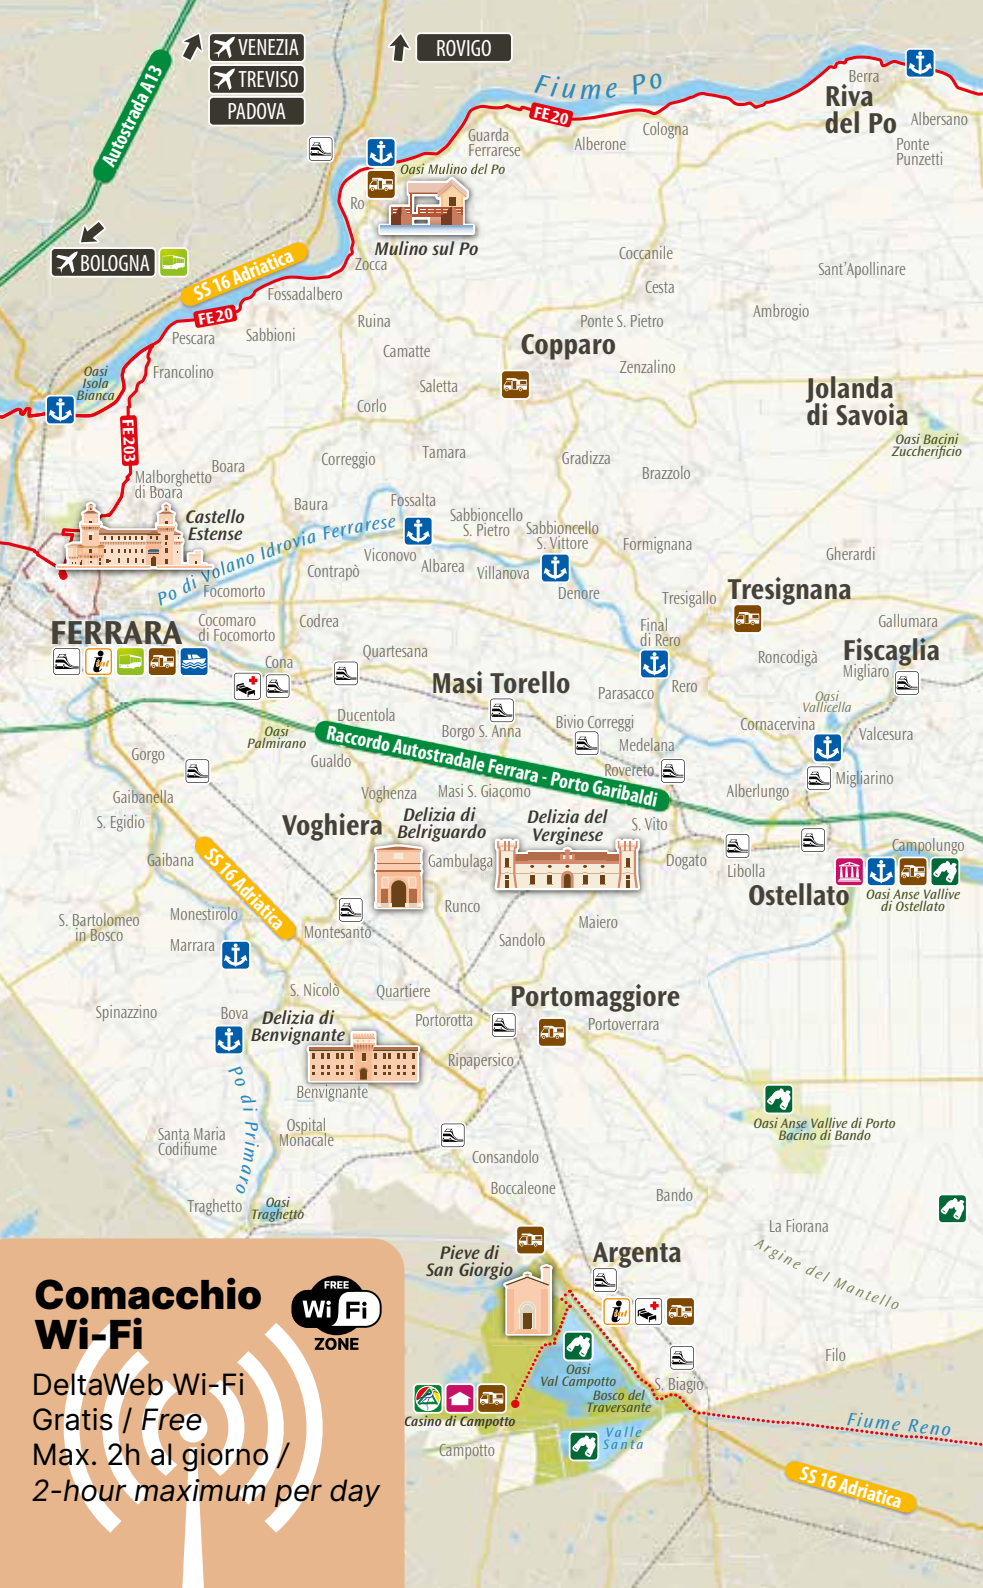 VENEZIA
TREVISO
PADOVA
ROVIGO
Autostrada A13
BOLOGNA
SS 16 Adriatica
Fiume Po
FE 20
Berra
Riva
del Po
Albersano
Ponte
Punzetti
Cologna
Alberone
Guarda
Ferrarese
Oasi Mulino del Po
Ro
Mulino sul Po
Zocca
Coccanile
Cesta
Sant'Apollinare
Ambrogio
Fossadalbero
FE 20
Pescara
Sabbioni
Ruina
Ponte S. Pietro
Copparo
Camatte
Zenzalino
Francolino
Oasi
Isola
Bianca
Saletta
Corlo
Jolanda
di Savoia
Oasi Bacini
Zuccherificio
FE 203
Tamara
Correggio
Gradizza
Brazzolo
Boara
Malborghetto
di Boara
Baura
Fossalta
Castello
Estense
Sabbioncello
S. Pietro
Sabbioncello
S. Vittore
Po di Volano Idrovia Ferrarese
Viconovo
Albarea
Villanova
Formignana
Gherardi
Contrapò
Focomorto
Denore
Tresigallo
Tresignana
Gallumara
FERRARA
Cocomaro
di Focomorto
Codrea
Final
di Rero
Fiscaglia
Migliaro
Roncodigà
Cona
Quartesana
Masi Torello
Parasacco
Rero
Oasi
Vallicella
Cornacervina
Valcesura
Ducentola
Oasi
Palmirano
Borgo S. Anna
Bivio Correggi
Medelana
Raccordo Autostradale Ferrara - Porto Garibaldi
Gualdo
Gorgo
Rovereto
Migliarino
Alberlungo
Gaibanella
S. Egidio
Voghenza
Masi S. Giacomo
Voghiera
Delizia di
Belriguardo
Delizia del
Verginese
S. Vito
Campolungo
Gaibana
SS 16 Adriatica
Gambulaga
Dogato
Libolla
Ostellato
Oasi Anse Vallive
di Ostellato
S. Bartolomeo
in Bosco
Monestirolo
Montesanto
Runco
Maiero
Sandolo
Marrara
S. Nicolò
Quartiere
Portomaggiore
Spinazzino
Bova
Delizia di
Benvignante
Portorotta
Portoverrara
Ripapersico
Benvignante
Po di Primaro
Oasi Anse Vallive di Porto
Bacino di Bando
Santa Maria
Codifiume
Ospital
Monacale
Consandolo
Boccaleone
Bando
Traghetto
Oasi
Traghetto
La Fiorana
Argine del Mantello
Pieve di
San Giorgio
Argenta
Filo
Oasi
Val Campotto
Bosco del
Traversante
S. Biagio
Casino di Campotto
Campotto
Valle
Santa
Fiume Reno
SS 16 Adriatica
Comacchio
Wi-Fi
FREE
Wi Fi
ZONE
DeltaWeb Wi-Fi
Gratis / Free
Max. 2h al giorno /
2-hour maximum per day